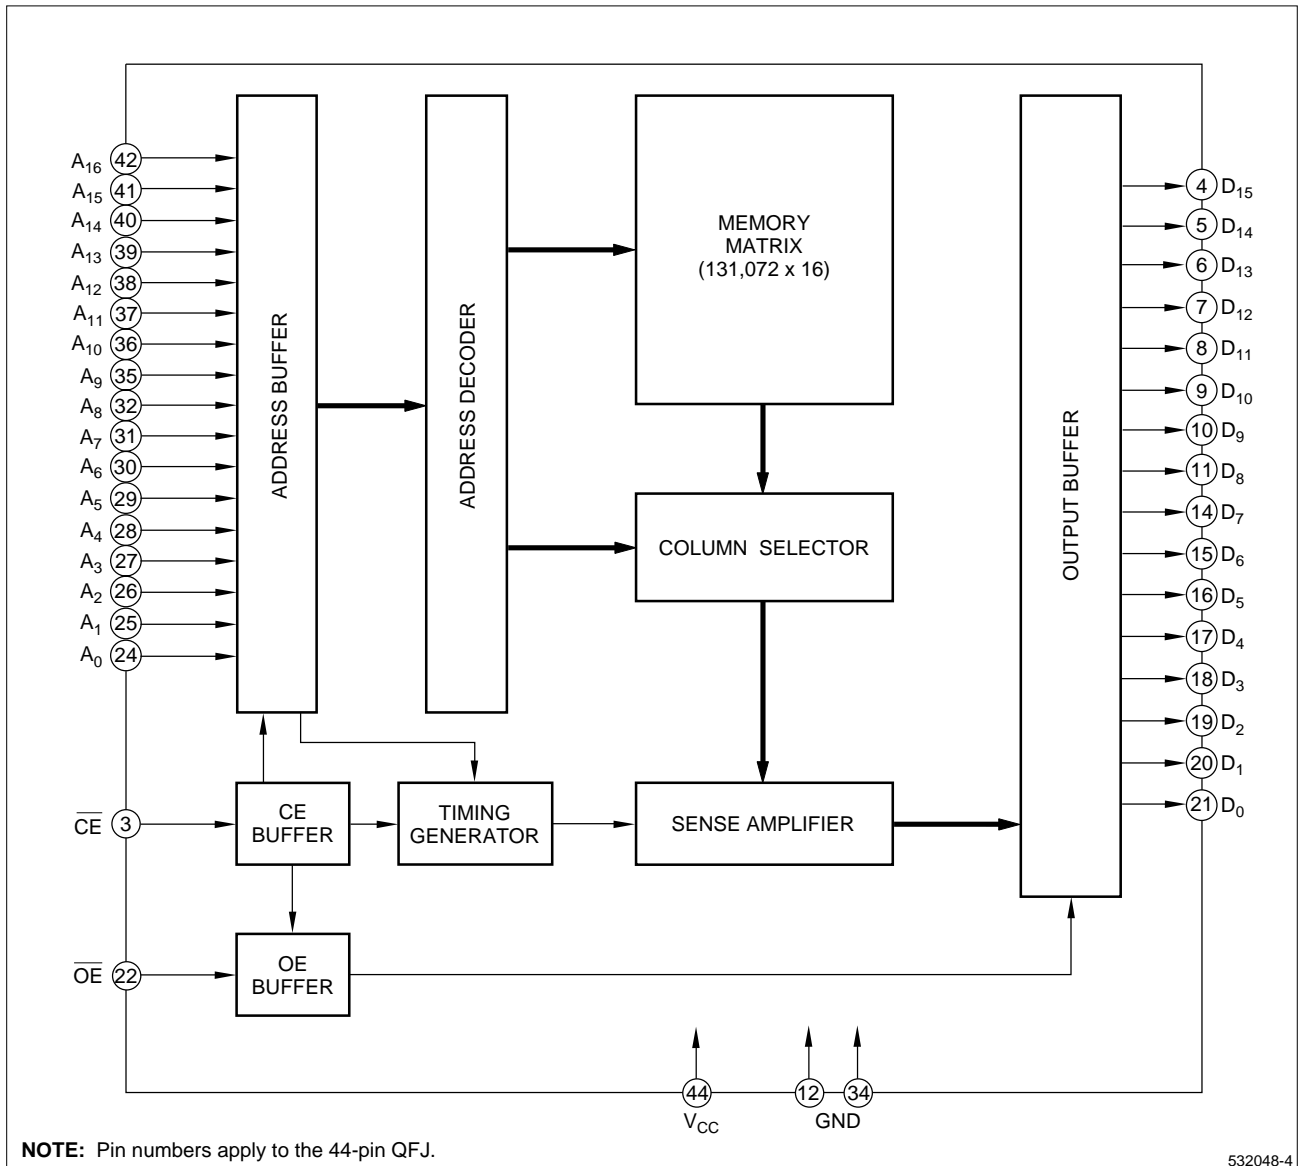 A16 42
A15 41
A14 40
A13 39
A12 38
A11 37
A10 36
A9 35
A8 32
A7 31
A6 30
A5 29
A4 28
A3 27
A2 26
A1 25
A0 24
CE 3
OE 22
ADDRESS BUFFER
ADDRESS DECODER
MEMORY
MATRIX
(131,072 x 16)
COLUMN SELECTOR
CE
BUFFER
TIMING
GENERATOR
SENSE AMPLIFIER
OE
BUFFER
OUTPUT BUFFER
4 D15
5 D14
6 D13
7 D12
8 D11
9 D10
10 D9
11 D8
14 D7
15 D6
16 D5
17 D4
18 D3
19 D2
20 D1
21 D0
44
VCC
12 34
GND
NOTE: Pin numbers apply to the 44-pin QFJ.
532048-4